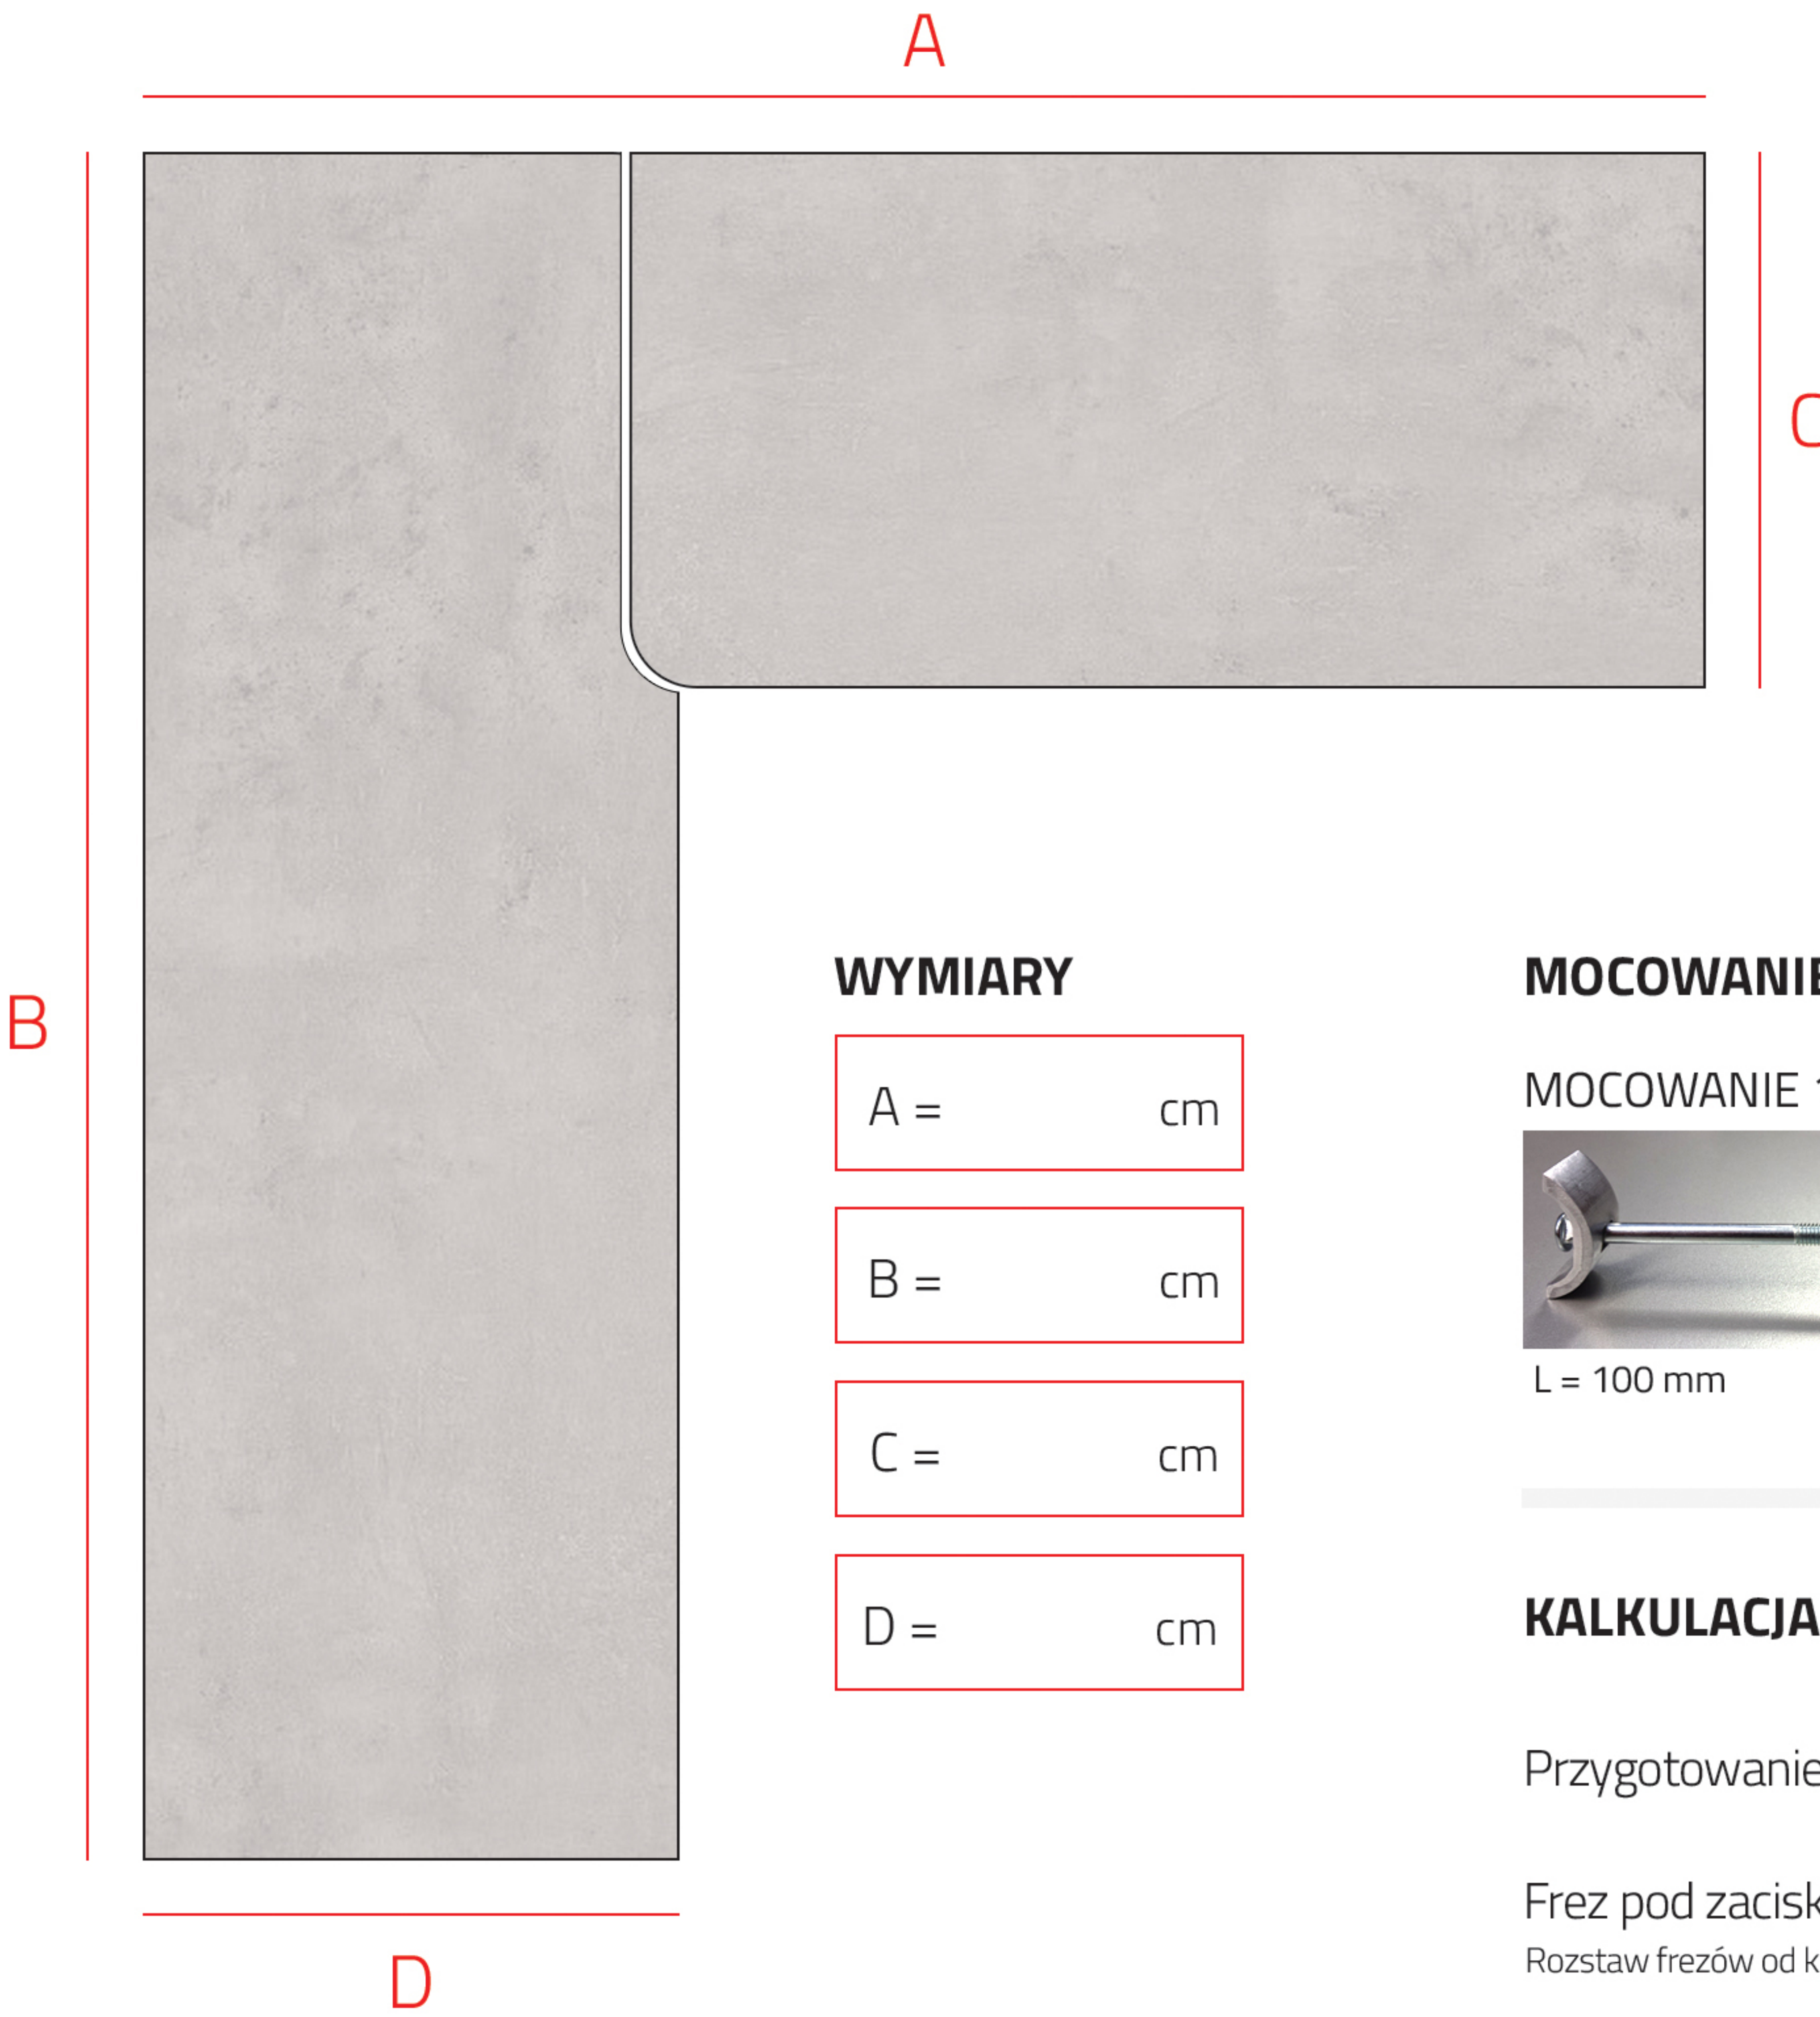 A
C
B
WYMIARY
A = cm
B = cm
C = cm
D = cm
D
MOCOWANIE
MOCOWANIE
L = 100 mm
KALKULACJA
Przygotowanie
Frez pod zacisk
Rozstaw frezów od k